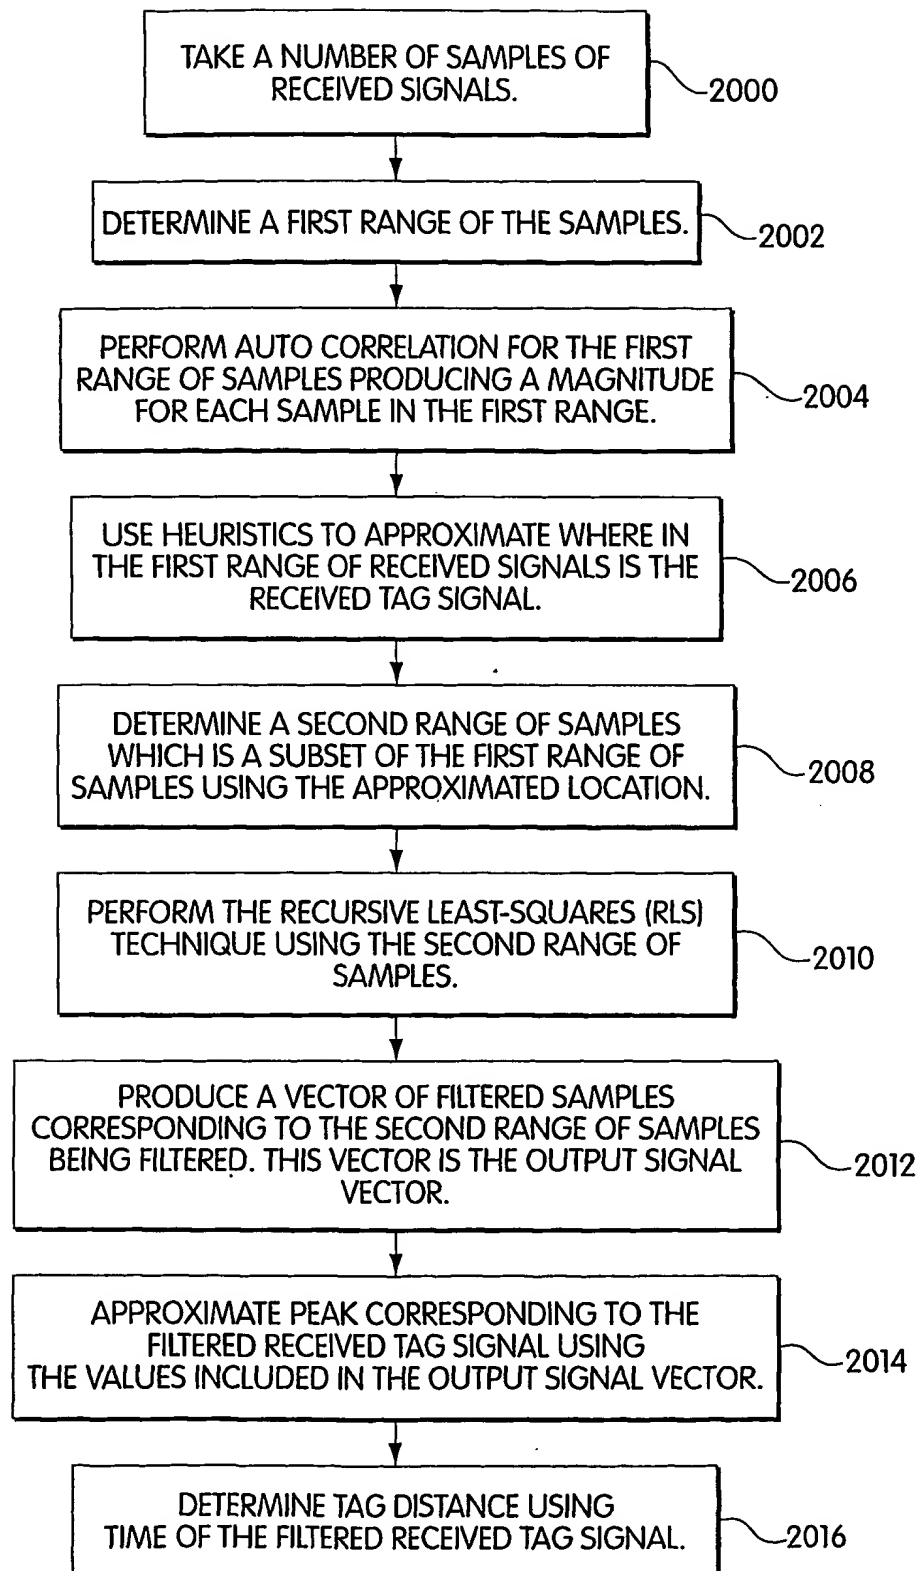 TAKE A NUMBER OF SAMPLES OF
RECEIVED SIGNALS.
2000
DETERMINE A FIRST RANGE OF THE SAMPLES.
2002
PERFORM AUTO CORRELATION FOR THE FIRST
RANGE OF SAMPLES PRODUCING A MAGNITUDE
FOR EACH SAMPLE IN THE FIRST RANGE.
2004
USE HEURISTICS TO APPROXIMATE WHERE IN
THE FIRST RANGE OF RECEIVED SIGNALS IS THE
RECEIVED TAG SIGNAL.
2006
DETERMINE A SECOND RANGE OF SAMPLES
WHICH IS A SUBSET OF THE FIRST RANGE OF
SAMPLES USING THE APPROXIMATED LOCATION.
2008
PERFORM THE RECURSIVE LEAST-SQUARES (RLS)
TECHNIQUE USING THE SECOND RANGE OF
SAMPLES.
2010
PRODUCE A VECTOR OF FILTERED SAMPLES
CORRESPONDING TO THE SECOND RANGE OF SAMPLES
BEING FILTERED. THIS VECTOR IS THE OUTPUT SIGNAL
VECTOR.
2012
APPROXIMATE PEAK CORRESPONDING TO THE
FILTERED RECEIVED TAG SIGNAL USING
THE VALUES INCLUDED IN THE OUTPUT SIGNAL VECTOR.
2014
DETERMINE TAG DISTANCE USING
TIME OF THE FILTERED RECEIVED TAG SIGNAL.
2016